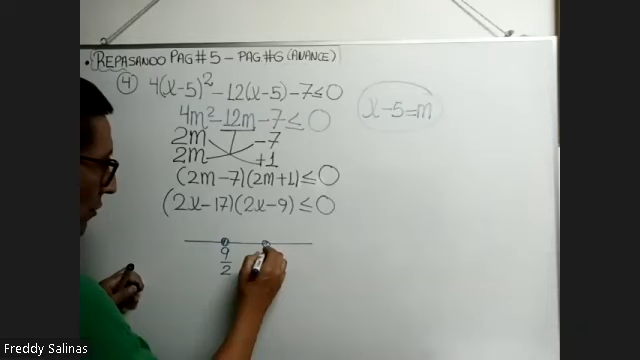 • REPASANDO PAG#5 - PAG#6 (AVANCE)
④ 4(x-5)² - 12(x-5) - 7 ≤ 0
x - 5 = m
4m² - 12m - 7 ≤ 0
2m -7
2m +1
(2m - 7)(2m + 1) ≤ 0
(2x - 17)(2x - 9) ≤ 0
9
2
Freddy Salinas